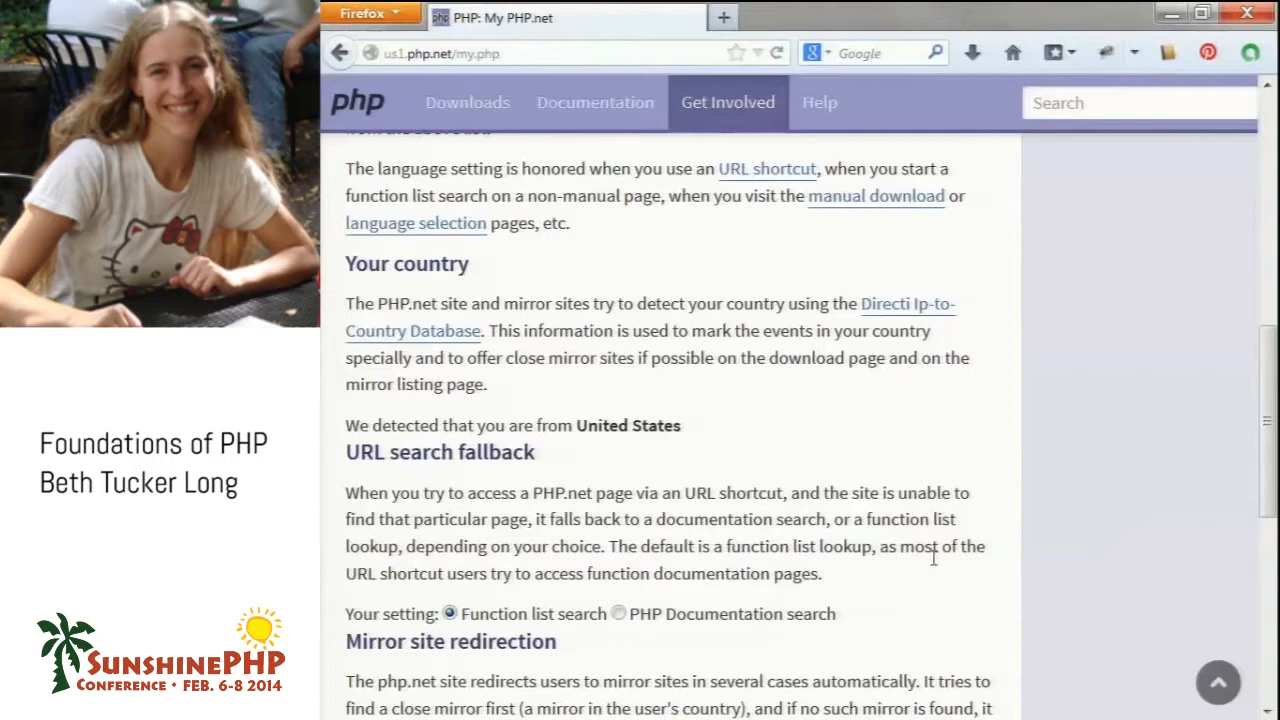 Firefox
PHP: My PHP.net
us1.php.net/my.php
Google
php
Downloads
Documentation
Get Involved
Help
Search
The language setting is honored when you use an URL shortcut, when you start a
function list search on a non-manual page, when you visit the manual download or
language selection pages, etc.
Your country
The PHP.net site and mirror sites try to detect your country using the Directi Ip-to-
Country Database. This information is used to mark the events in your country
specially and to offer close mirror sites if possible on the download page and on the
mirror listing page.
We detected that you are from United States
URL search fallback
When you try to access a PHP.net page via an URL shortcut, and the site is unable to
find that particular page, it falls back to a documentation search, or a function list
lookup, depending on your choice. The default is a function list lookup, as most of the
URL shortcut users try to access function documentation pages.
Your setting: Function list search PHP Documentation search
Mirror site redirection
The php.net site redirects users to mirror sites in several cases automatically. It tries to
find a close mirror first (a mirror in the user's country), and if no such mirror is found, it
Foundations of PHP
Beth Tucker Long
SUNSHINEPHP
CONFERENCE • FEB. 6-8 2014